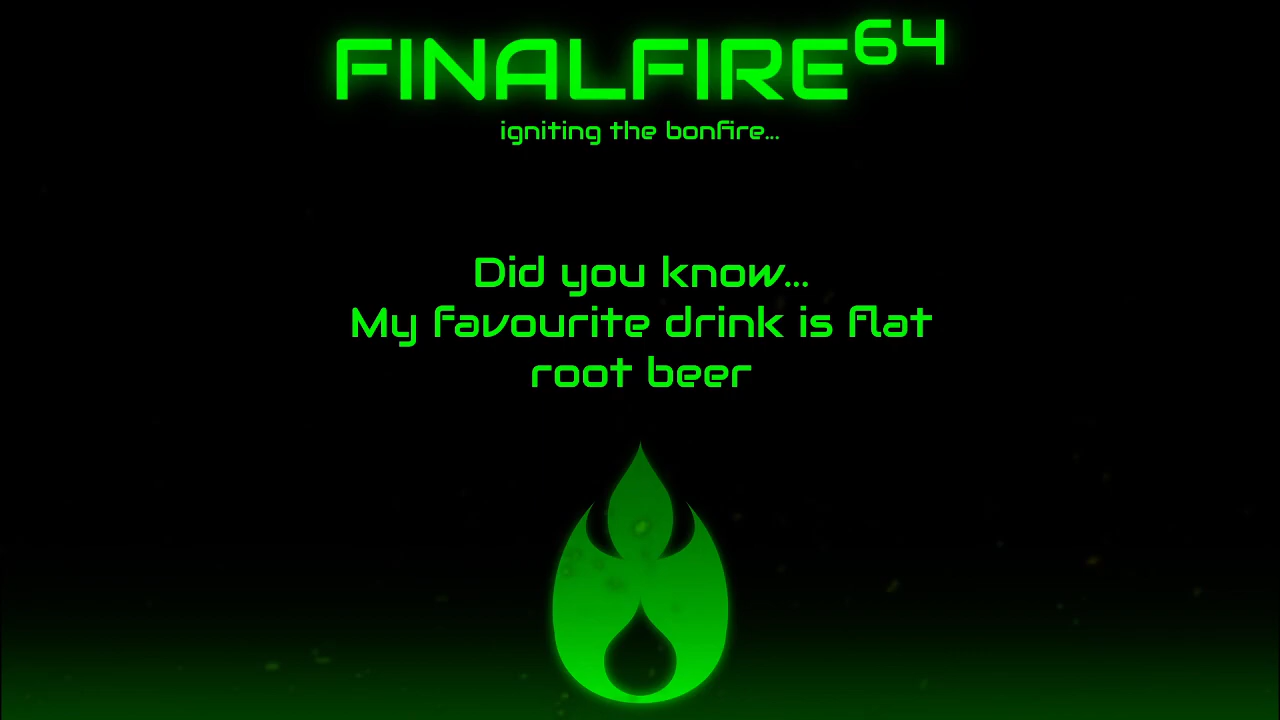 FINALFIRE64
igniting the bonfire...
Did you know...
My favourite drink is flat
root beer